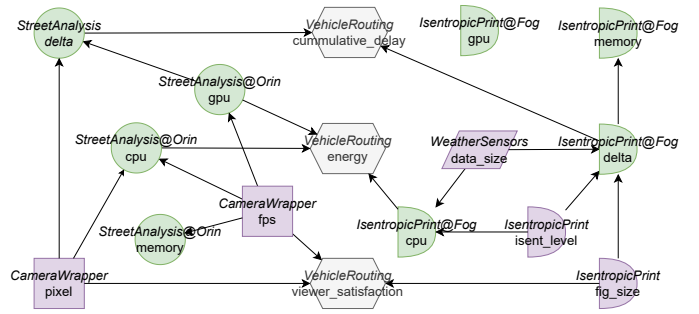 StreetAnalysis
delta
VehicleRouting
cummulative_delay
IsentropicPrint@Fog
gpu
IsentropicPrint@Fog
memory
StreetAnalysis@Orin
gpu
StreetAnalysis@Orin
cpu
VehicleRouting
energy
WeatherSensors
data_size
IsentropicPrint@Fog
delta
CameraWrapper
fps
StreetAnalysis@Orin
memory
IsentropicPrint@Fog
cpu
IsentropicPrint
isent_level
CameraWrapper
pixel
VehicleRouting
viewer_satisfaction
IsentropicPrint
fig_size